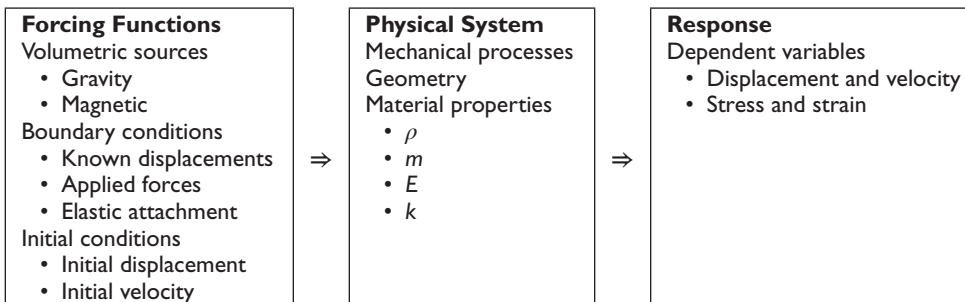 Forcing Functions
Volumetric sources
• Gravity
• Magnetic
Boundary conditions
• Known displacements
• Applied forces
• Elastic attachment
Initial conditions
• Initial displacement
• Initial velocity
⇒
Physical System
Mechanical processes
Geometry
Material properties
• ρ
• m
• E
• k
⇒
Response
Dependent variables
• Displacement and velocity
• Stress and strain